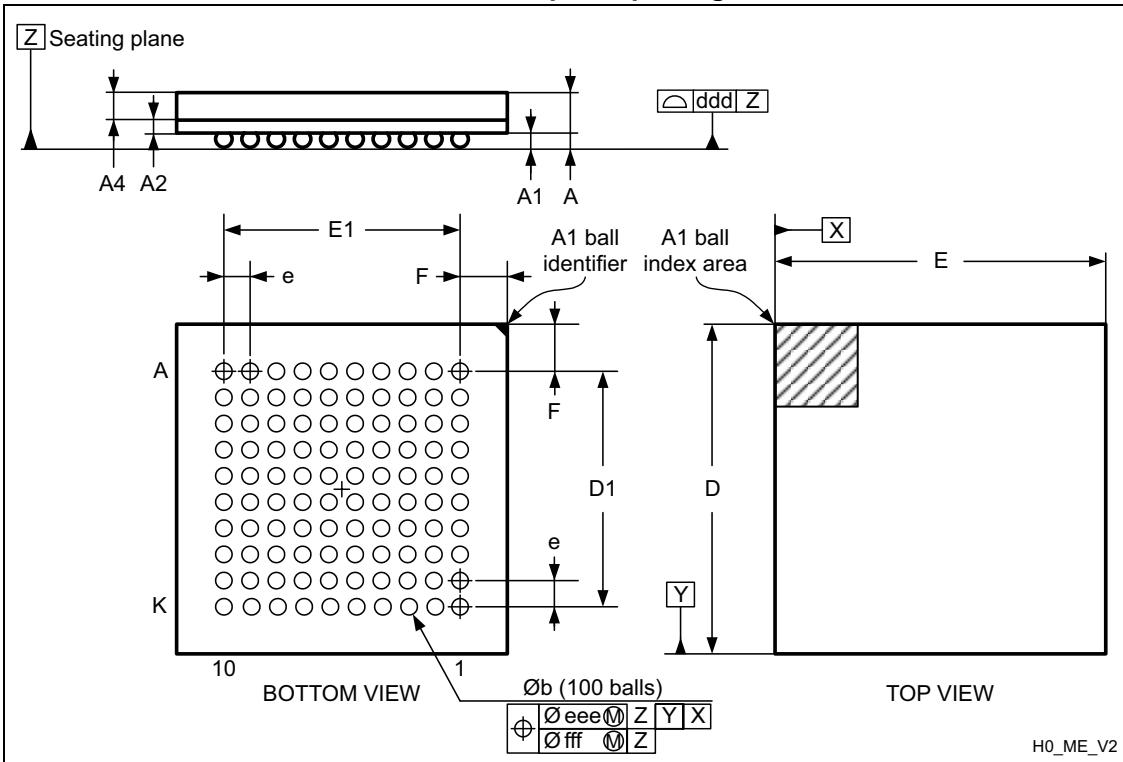 Z Seating plane
ddd Z
A4 A2
A1 A
E1
A1 ball
identifier
A1 ball
index area
X
E
e
F
A
F
D1
D
e
K
Y
10
1
BOTTOM VIEW
Øb (100 balls)
TOP VIEW
Ø eee Ⓜ Z Y X
Ø fff Ⓜ Z
H0_ME_V2